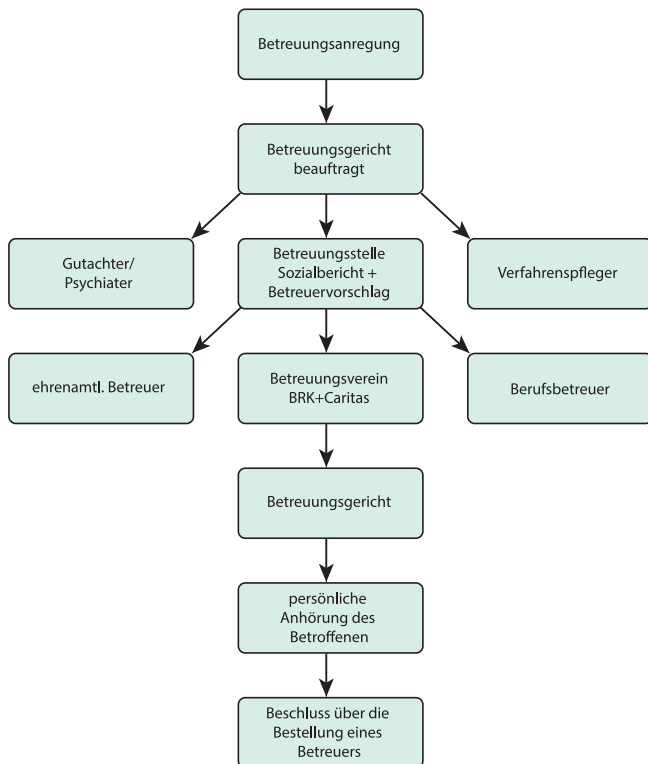 Betreuungsanregung
Betreuungsgericht
beauftragt
Gutachter/
Psychiater
Betreuungsstelle
Sozialbericht +
Betreuervorschlag
Verfahrenspfleger
ehrenamtl. Betreuer
Betreuungsverein
BRK+Caritas
Berufsbetreuer
Betreuungsgericht
persönliche
Anhörung des
Betroffenen
Beschluss über die
Bestellung eines
Betreuers